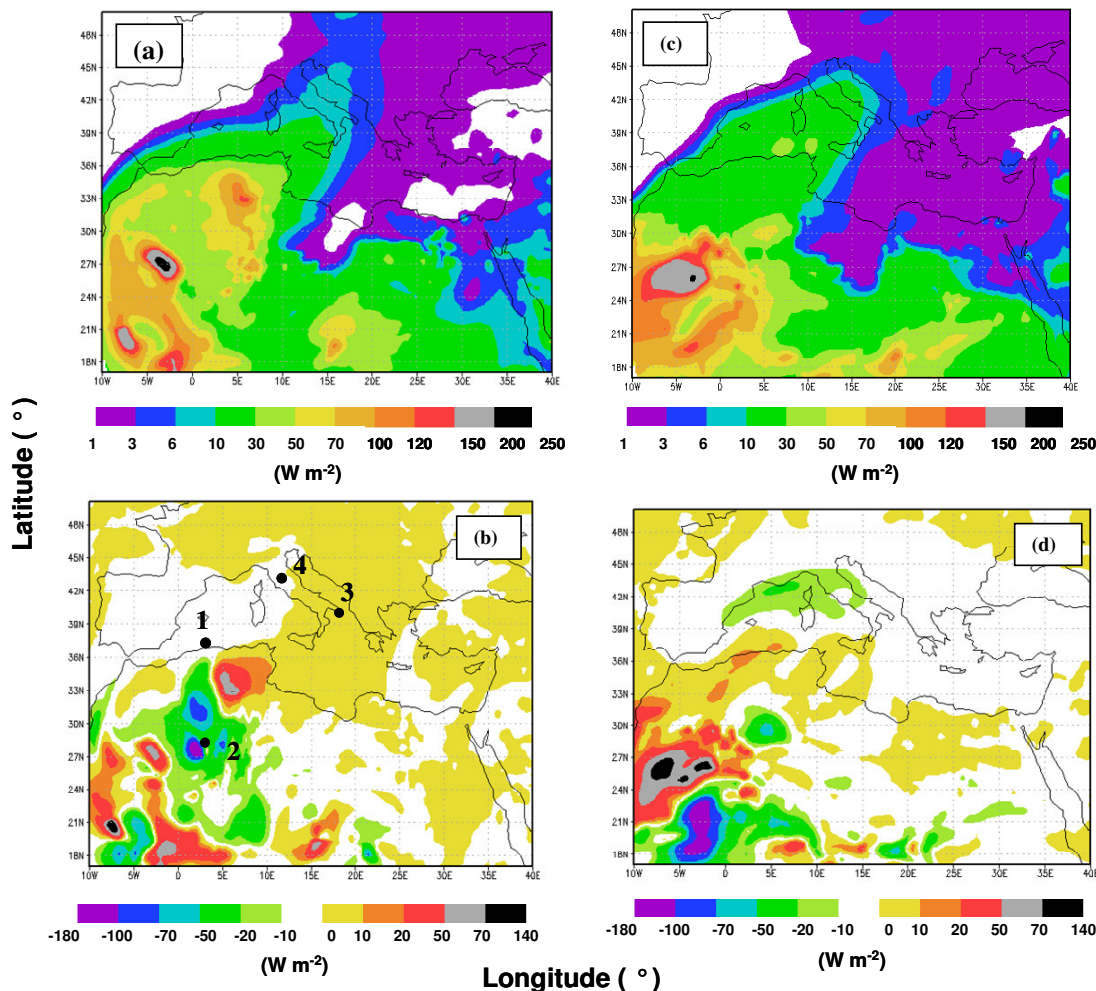 (a)
48N
45N
42N
39N
36N
33N
30N
27N
24N
21N
18N
10W 5W 0 5E 10E 15E 20E 25E 30E 35E 40E
1 3 6 10 30 50 70 100 120 150 200 250
(W m-2)
(c)
48N
45N
42N
39N
36N
33N
30N
27N
24N
21N
18N
10W 5W 0 5E 10E 15E 20E 25E 30E 35E 40E
1 3 6 10 30 50 70 100 120 150 200 250
(W m-2)
Latitude ( ° )
(b)
48N
45N
42N
39N
36N
33N
30N
27N
24N
21N
18N
4
3
1
2
10W 5W 0 5E 10E 15E 20E 25E 30E 35E 40E
-180 -100 -70 -50 -20 -10 0 10 20 50 70 140
(W m-2)
(d)
48N
45N
42N
39N
36N
33N
30N
27N
24N
21N
18N
10W 5W 0 5E 10E 15E 20E 25E 30E 35E 40E
-180 -100 -70 -50 -20 -10 0 10 20 50 70 140
(W m-2)
Longitude ( ° )